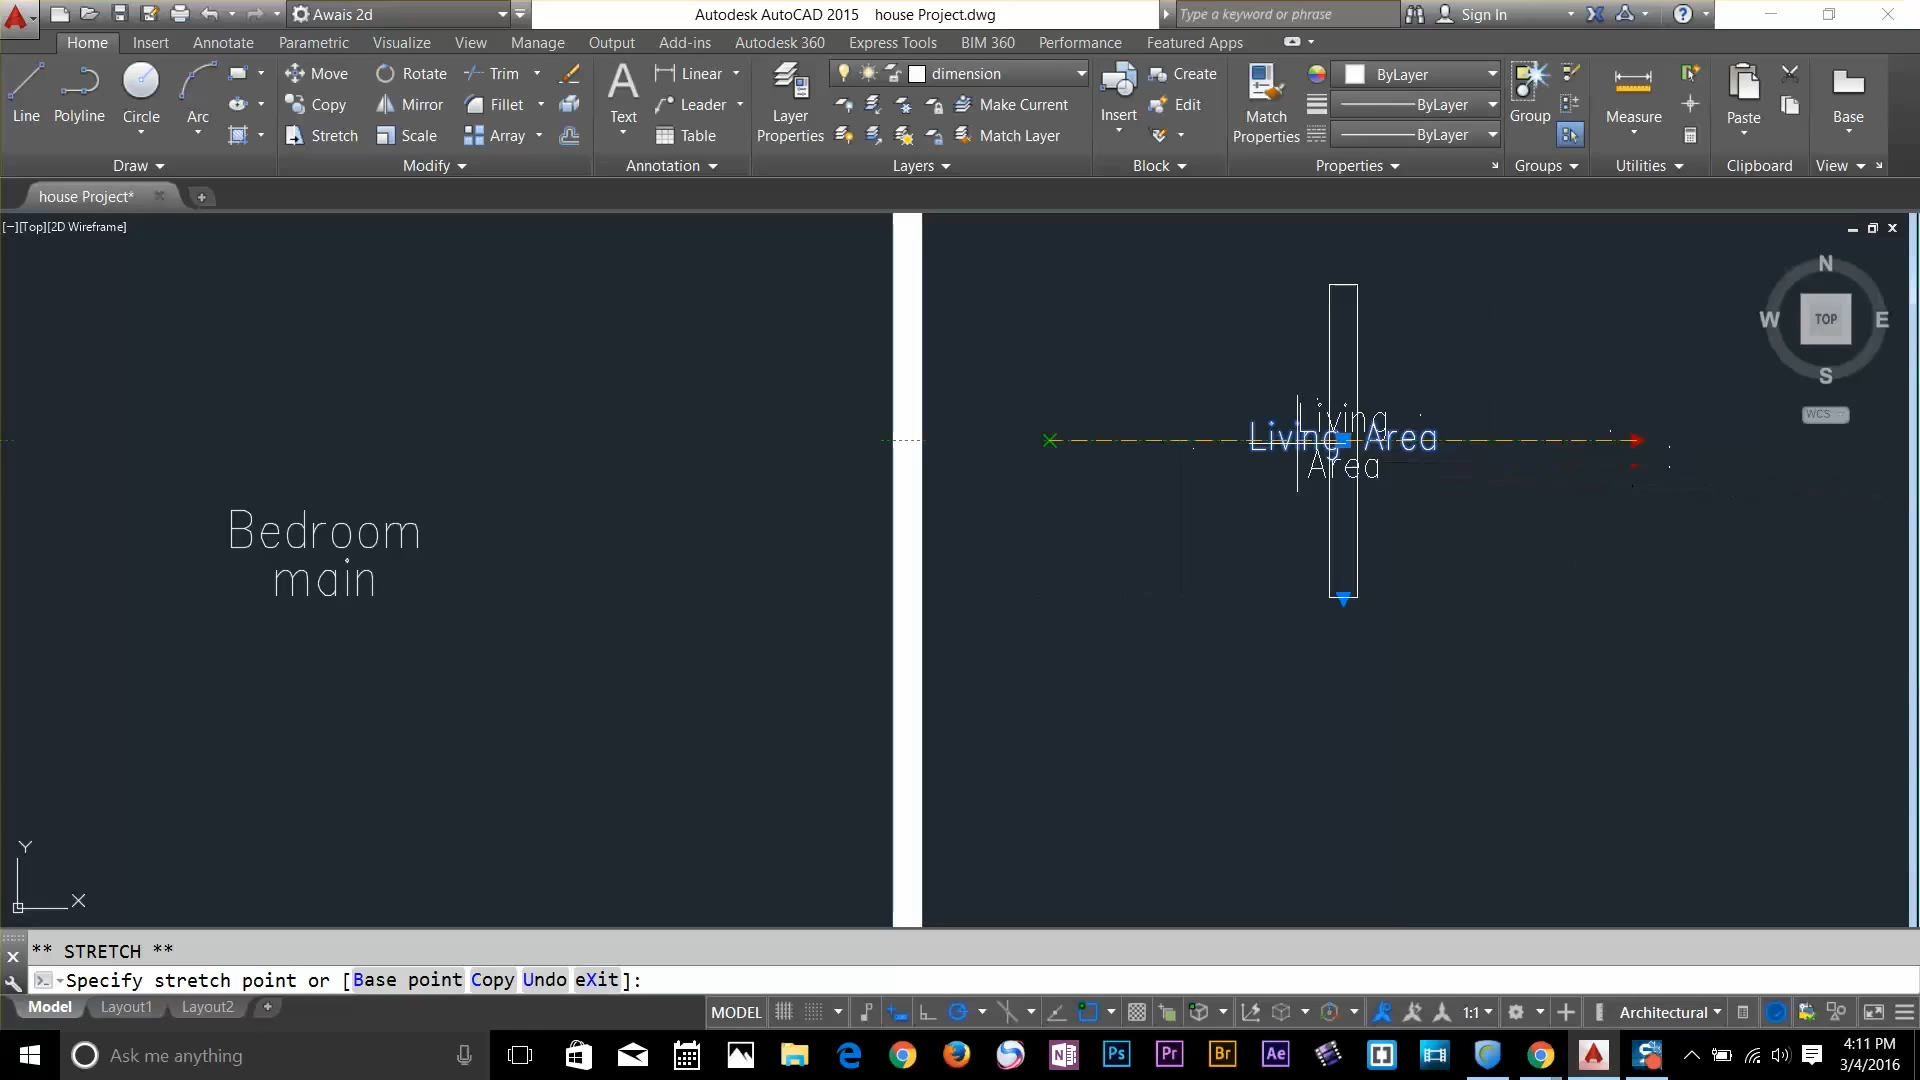 Awais 2d
Autodesk AutoCAD 2015 house Project.dwg
Type a keyword or phrase
Sign In
Home Insert Annotate Parametric Visualize View Manage Output Add-ins Autodesk 360 Express Tools BIM 360 Performance Featured Apps
Line Polyline Circle Arc
Move Rotate Trim
Copy Mirror Fillet
Stretch Scale Array
Text
Linear
Leader
Table
Layer Properties
dimension
Make Current
Match Layer
Insert
Create
Edit
Match Properties
ByLayer
ByLayer
ByLayer
Group
Measure
Paste
Base
Draw Modify Annotation Layers Block Properties Groups Utilities Clipboard View
house Project*
[−][Top][2D Wireframe]
N
W TOP E
S
WCS
Living
Living Area
Area
Bedroom
main
Y
X
** STRETCH **
Specify stretch point or [Base point Copy Undo eXit]:
Model Layout1 Layout2
MODEL 1:1 Architectural
Ask me anything
N Ps Pr Br Ae
4:11 PM
3/4/2016